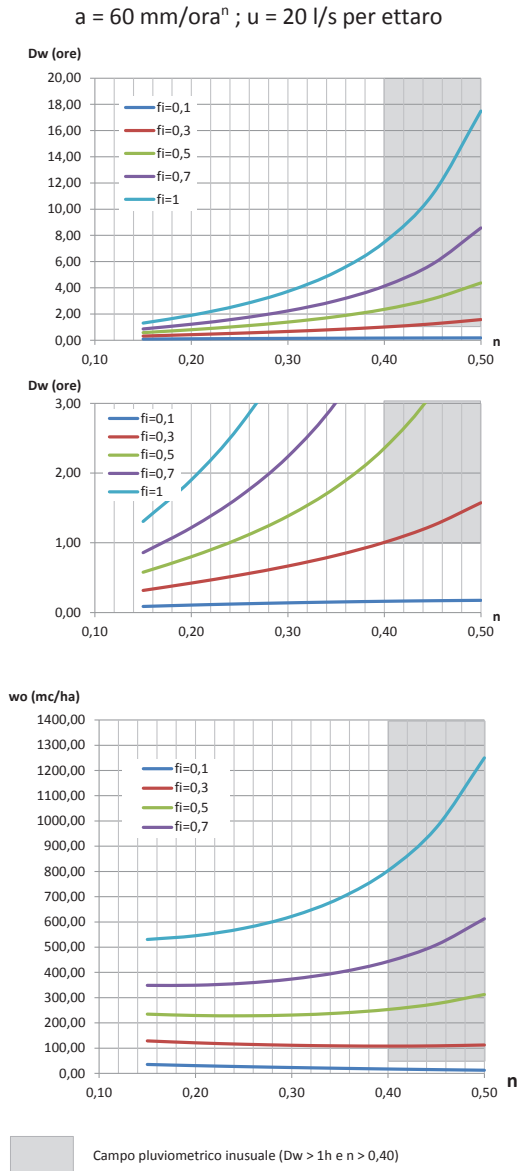 a = 60 mm/oraⁿ ; u = 20 l/s per ettaro
Dw (ore)
20,00
18,00
16,00
14,00
12,00
10,00
8,00
6,00
4,00
2,00
0,00
fi=0,1
fi=0,3
fi=0,5
fi=0,7
fi=1
0,10 0,20 0,30 0,40 0,50
n
Dw (ore)
3,00
2,00
1,00
0,00
fi=0,1
fi=0,3
fi=0,5
fi=0,7
fi=1
0,10 0,20 0,30 0,40 0,50
n
wo (mc/ha)
1400,00
1300,00
1200,00
1100,00
1000,00
900,00
800,00
700,00
600,00
500,00
400,00
300,00
200,00
100,00
0,00
fi=0,1
fi=0,3
fi=0,5
fi=0,7
0,10 0,20 0,30 0,40 0,50
n
Campo pluviometrico inusuale (Dw > 1h e n > 0,40)